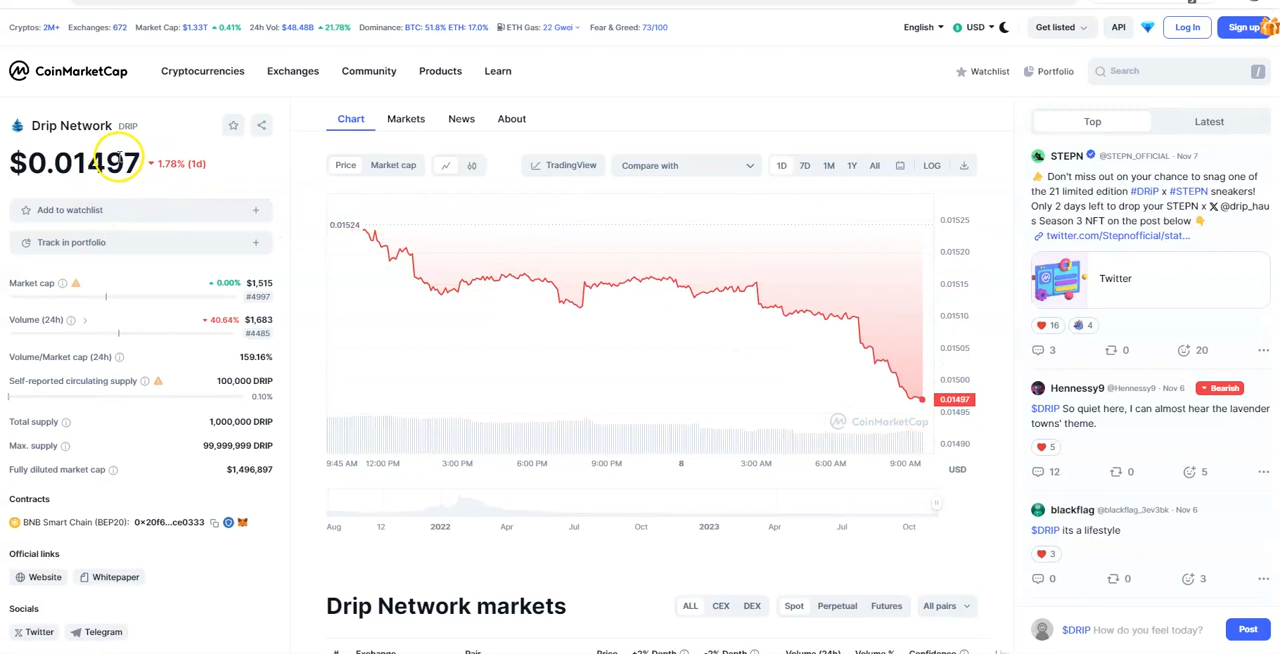 Cryptos: 2M+ Exchanges: 672 Market Cap: $1.33T 0.41% 24h Vol: $48.48B 21.78% Dominance: BTC: 51.8% ETH: 17.0% ETH Gas: 22 Gwei Fear & Greed: 73/100 English USD Get listed API Log In Sign up
CoinMarketCap Cryptocurrencies Exchanges Community Products Learn Watchlist Portfolio Search /
Drip Network DRIP
$0.01497 1.78% (1d)
Add to watchlist +
Track in portfolio +
Market cap 0.00% $1,515
#4997
Volume (24h) 40.64% $1,683
#4485
Volume/Market cap (24h) 159.16%
Self-reported circulating supply 100,000 DRIP
0.10%
Total supply 1,000,000 DRIP
Max. supply 99,999,999 DRIP
Fully diluted market cap $1,496,897
Contracts
BNB Smart Chain (BEP20): 0x20f6...ce0333
Official links
Website Whitepaper
Socials
Twitter Telegram
Chart Markets News About
Price Market cap TradingView Compare with 1D 7D 1M 1Y All LOG
0.01524
0.01525
0.01520
0.01515
0.01510
0.01505
0.01500
0.01497
0.01495
0.01490
CoinMarketCap
9:45 AM 12:00 PM 3:00 PM 6:00 PM 9:00 PM 8 3:00 AM 6:00 AM 9:00 AM USD
Aug 12 2022 Apr Jul Oct 2023 Apr Jul Oct
Drip Network markets ALL CEX DEX Spot Perpetual Futures All pairs
# Exchange Pair Price +2% Depth -2% Depth Volume (24h) Volume % Confidence
Top Latest
STEPN @STEPN_OFFICIAL · Nov 7
Don't miss out on your chance to snag one of
the 21 limited edition #DRiP x #STEPN sneakers!
Only 2 days left to drop your STEPN x 𝕏 @drip_hau
s Season 3 NFT on the post below
twitter.com/Stepnofficial/stat...
Twitter
16 4
3 0 20
Hennessy9 @Hennessy9 · Nov 6 Bearish
$DRIP So quiet here, I can almost hear the lavender
towns' theme.
5
12 0 5
blackflag @blackflag_3ev3bk · Nov 6
$DRIP its a lifestyle
3
0 0 3
$DRIP How do you feel today? Post